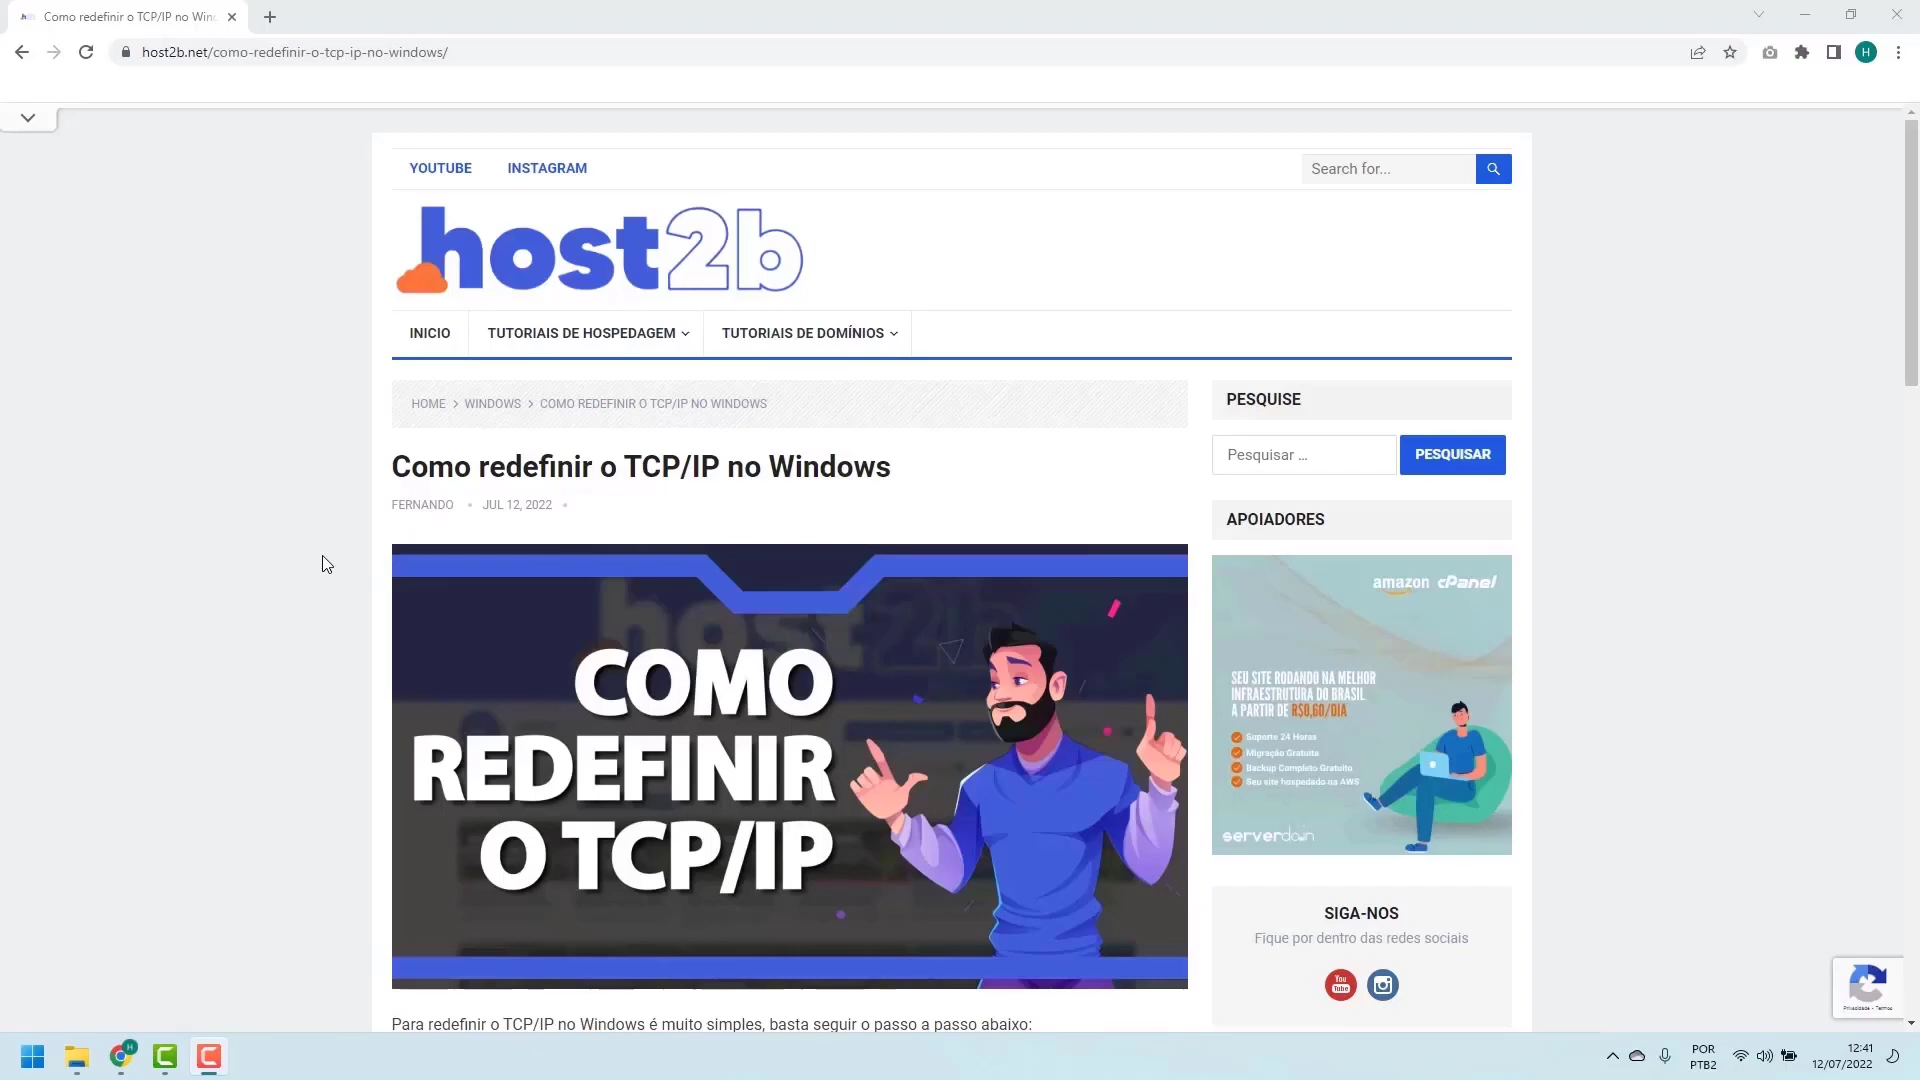 Como redefinir o TCP/IP no Win
host2b.net/como-redefinir-o-tcp-ip-no-windows/
H
YOUTUBE INSTAGRAM
Search for...
host2b
INICIO TUTORIAIS DE HOSPEDAGEM TUTORIAIS DE DOMÍNIOS
HOME > WINDOWS > COMO REDEFINIR O TCP/IP NO WINDOWS
Como redefinir o TCP/IP no Windows
FERNANDO • JUL 12, 2022 •
COMO
REDEFINIR
O TCP/IP
Para redefinir o TCP/IP no Windows é muito simples, basta seguir o passo a passo abaixo:
PESQUISE
Pesquisar ...
PESQUISAR
APOIADORES
amazon cPanel
SEU SITE RODANDO NA MELHOR
INFRAESTRUTURA DO BRASIL
A PARTIR DE R$0,60/DIA
Suporte 24 Horas
Migração Gratuita
Backup Completo Gratuito
Seu site hospedado na AWS
serverdo.in
SIGA-NOS
Fique por dentro das redes sociais
You
Tube
Privacidade - Termos
H
POR
PTB2
12:41
12/07/2022